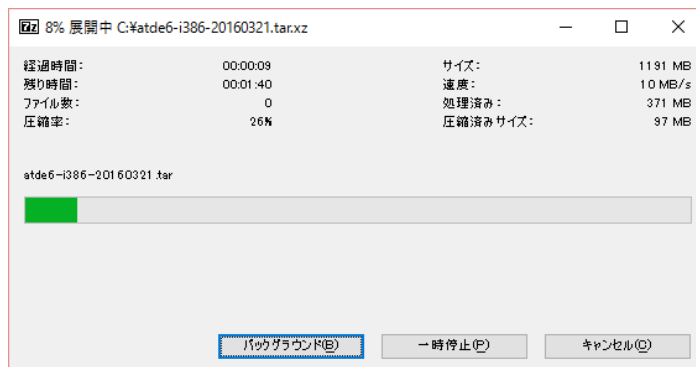 7z 8% 展開中 C:¥atde6-i386-20160321.tar.xz
経過時間: 00:00:09 サイズ: 1191 MB
残り時間: 00:01:40 速度: 10 MB/s
ファイル数: 0 処理済み: 371 MB
圧縮率: 26% 圧縮済みサイズ: 97 MB
atde6-i386-20160321.tar
バックグラウンド(B) 一時停止(P) キャンセル(C)